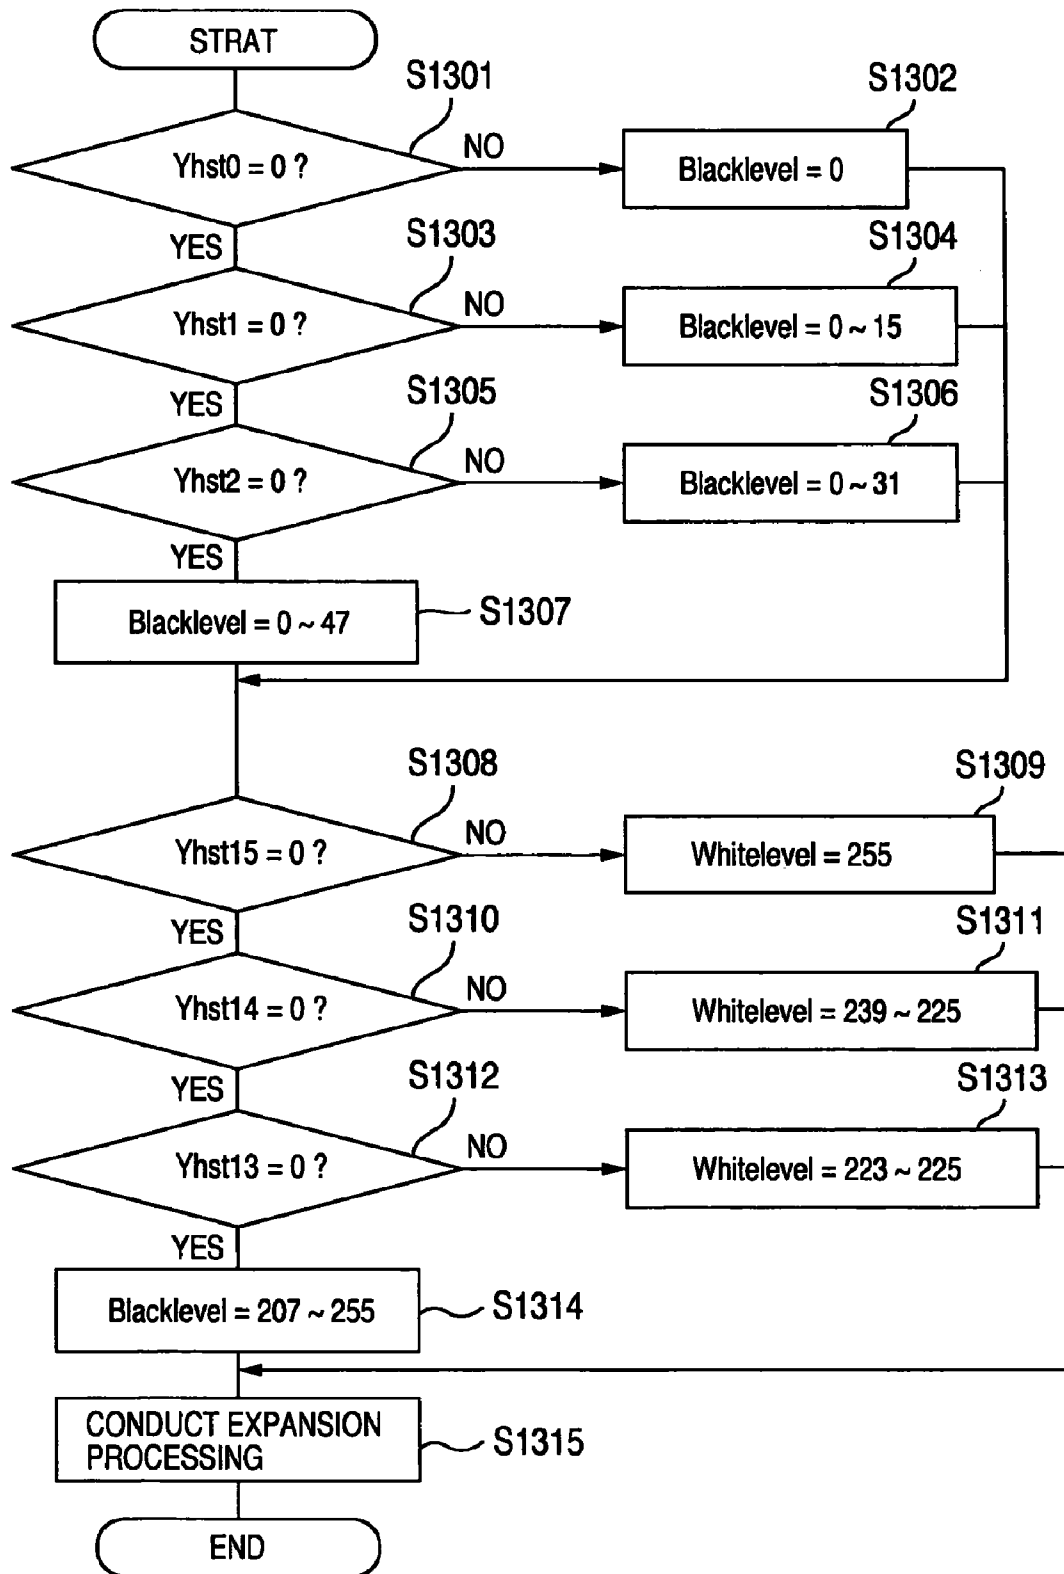 STRAT
S1301
S1302
Yhst0 = 0 ?
NO
Blacklevel = 0
YES
S1303
S1304
Yhst1 = 0 ?
NO
Blacklevel = 0 ~ 15
YES
S1305
S1306
Yhst2 = 0 ?
NO
Blacklevel = 0 ~ 31
YES
Blacklevel = 0 ~ 47
S1307
S1308
S1309
Yhst15 = 0 ?
NO
Whitelevel = 255
YES
S1310
S1311
Yhst14 = 0 ?
NO
Whitelevel = 239 ~ 225
YES
S1312
S1313
Yhst13 = 0 ?
NO
Whitelevel = 223 ~ 225
YES
Blacklevel = 207 ~ 255
S1314
CONDUCT EXPANSION
PROCESSING
S1315
END